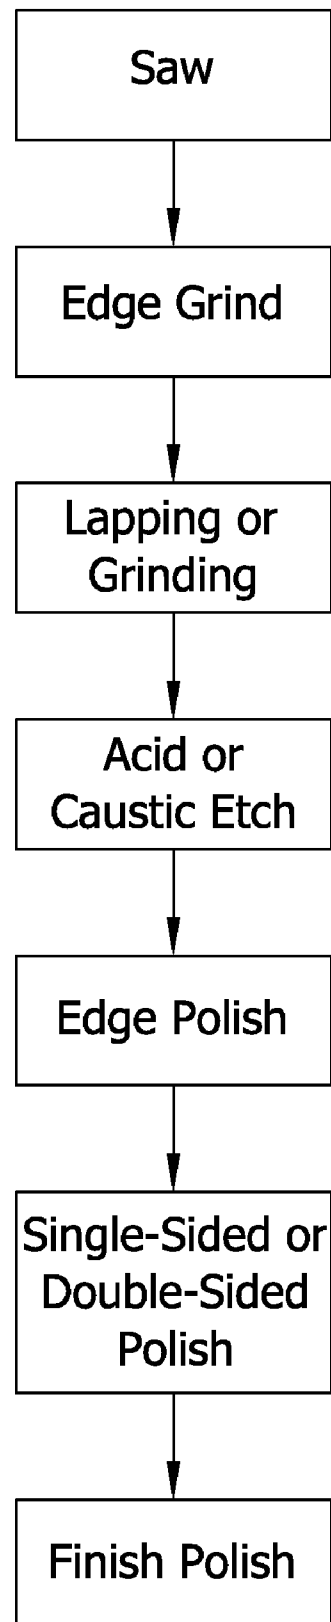 Saw
Edge Grind
Lapping or
Grinding
Acid or
Caustic Etch
Edge Polish
Single-Sided or
Double-Sided
Polish
Finish Polish